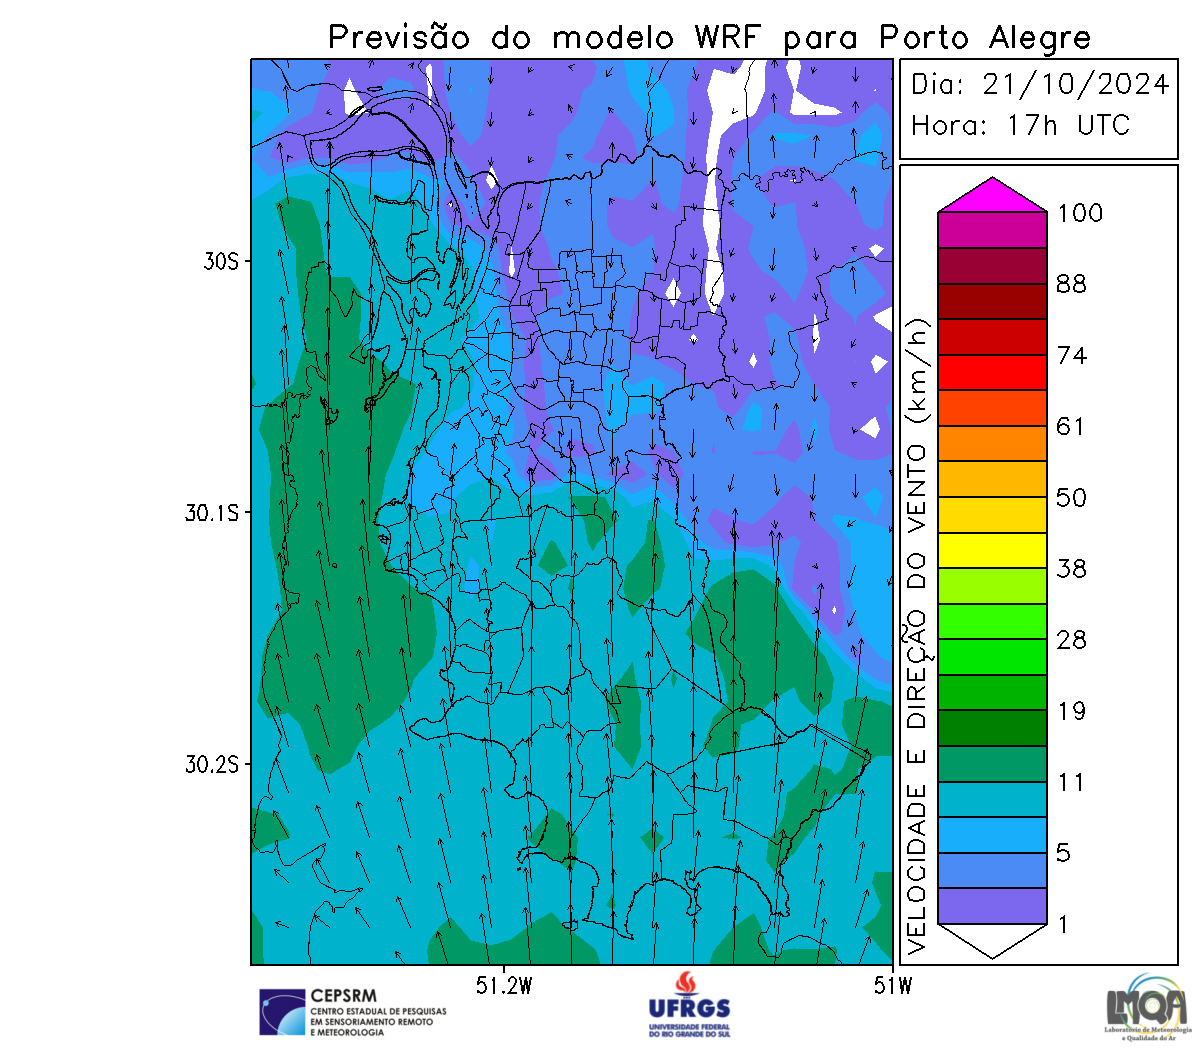 Previsão do modelo WRF para Porto Alegre
Dia: 21/10/2024
Hora: 17h UTC
30S
30.1S
30.2S
51.2W
51W
VELOCIDADE E DIREÇÃO DO VENTO (km/h)
100
88
74
61
50
38
28
19
11
5
1
CEPSRM
CENTRO ESTADUAL DE PESQUISAS
EM SENSORIAMENTO REMOTO
E METEOROLOGIA
UFRGS
UNIVERSIDADE FEDERAL
DO RIO GRANDE DO SUL
LMQA
Laboratório de Meteorologia
e Qualidade do Ar